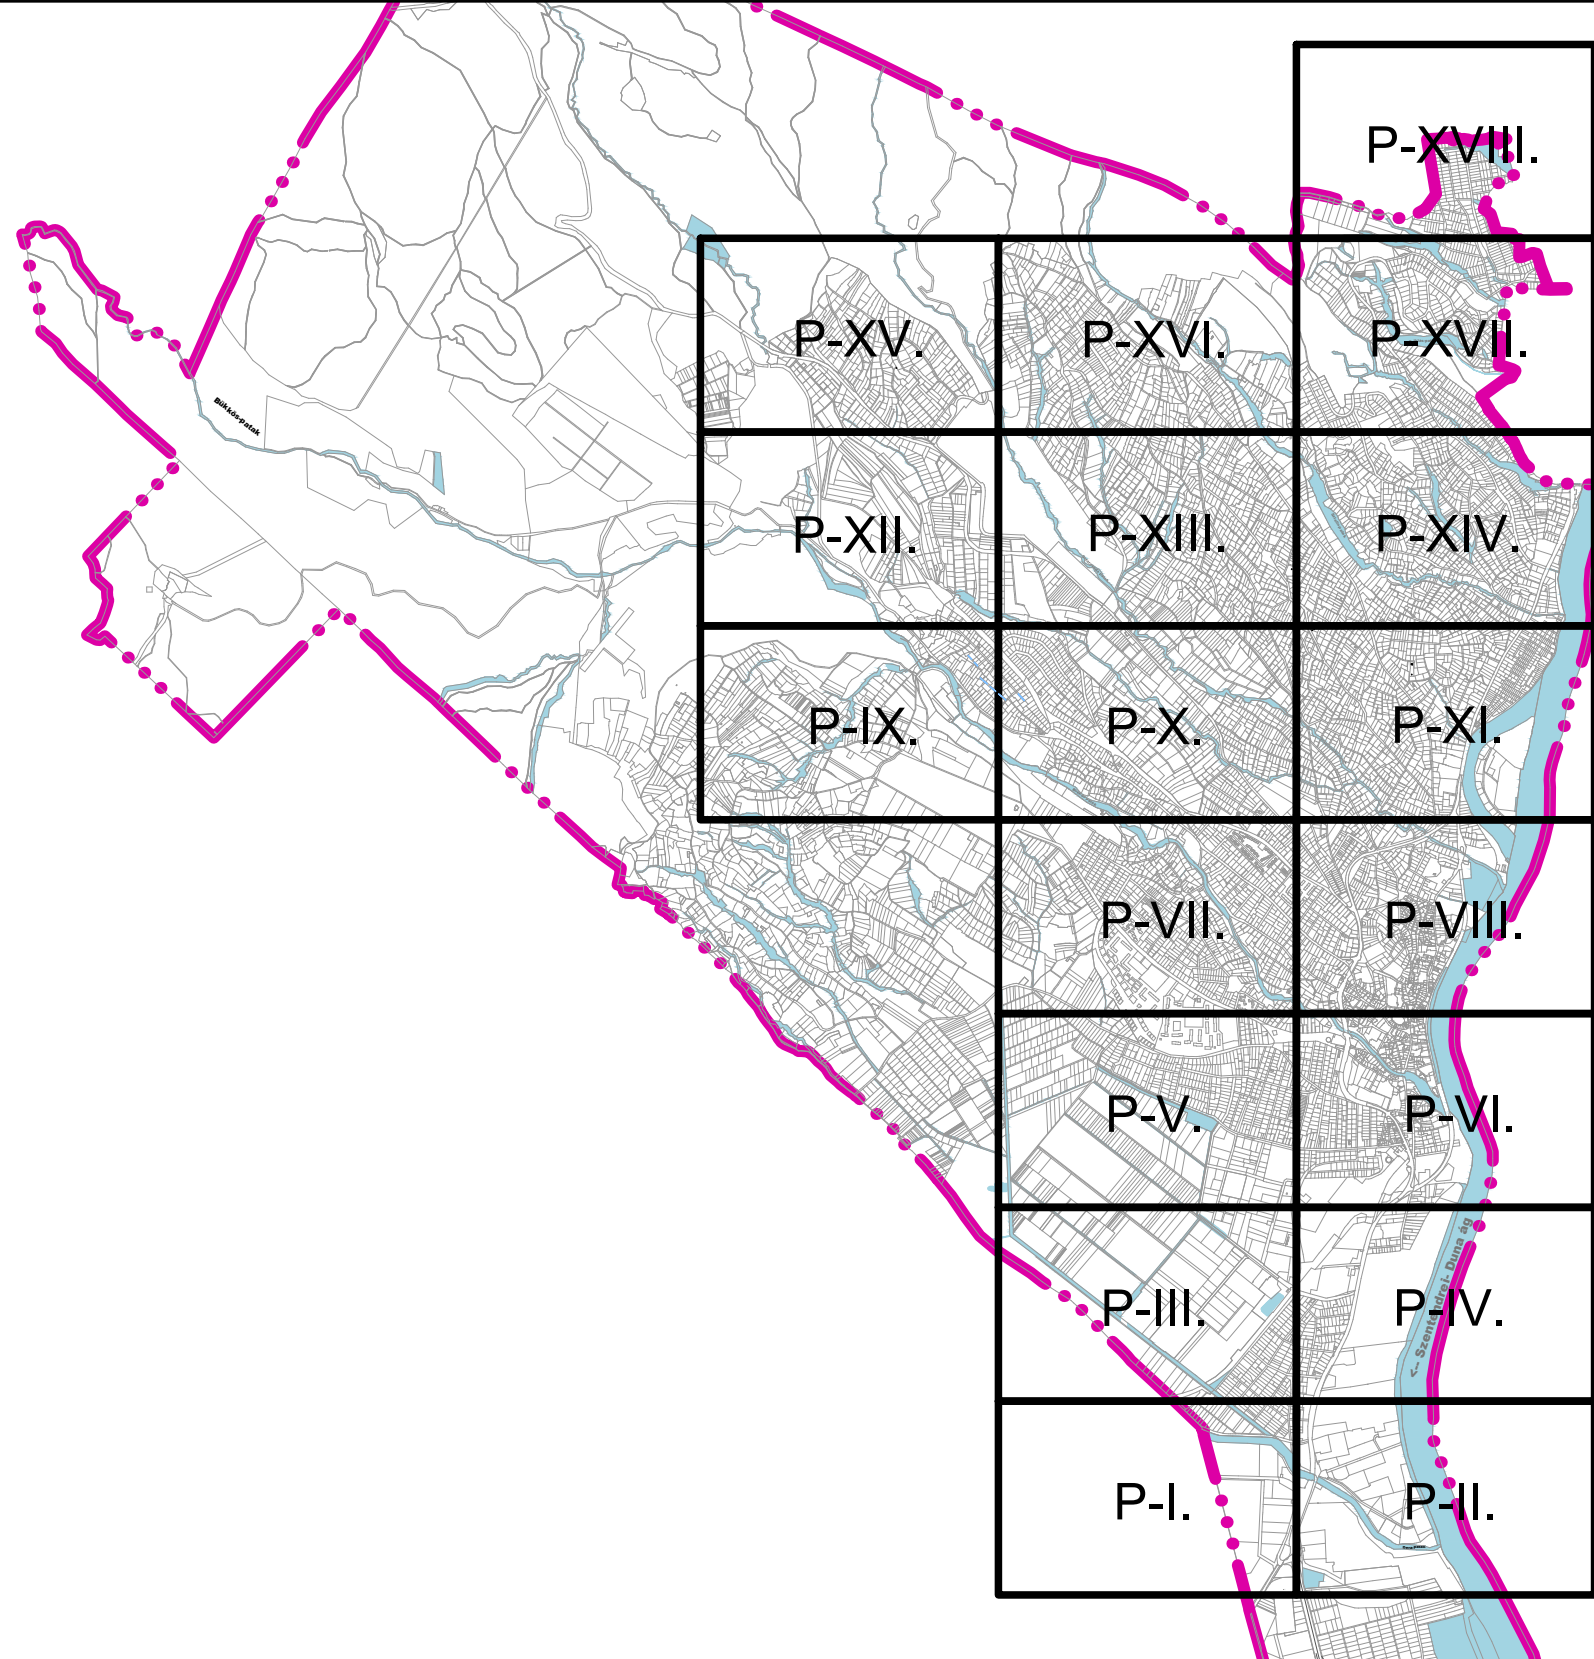 P-XVIII.
P-XV.
P-XVI.
P-XVII.
Bükkös-patak
P-XII.
P-XIII.
P-XIV.
P-IX.
P-X.
P-XI.
P-VII.
P-VIII.
P-V.
P-VI.
<-- Szentendrei- Duna ág
P-III.
P-IV.
P-I.
P-II.